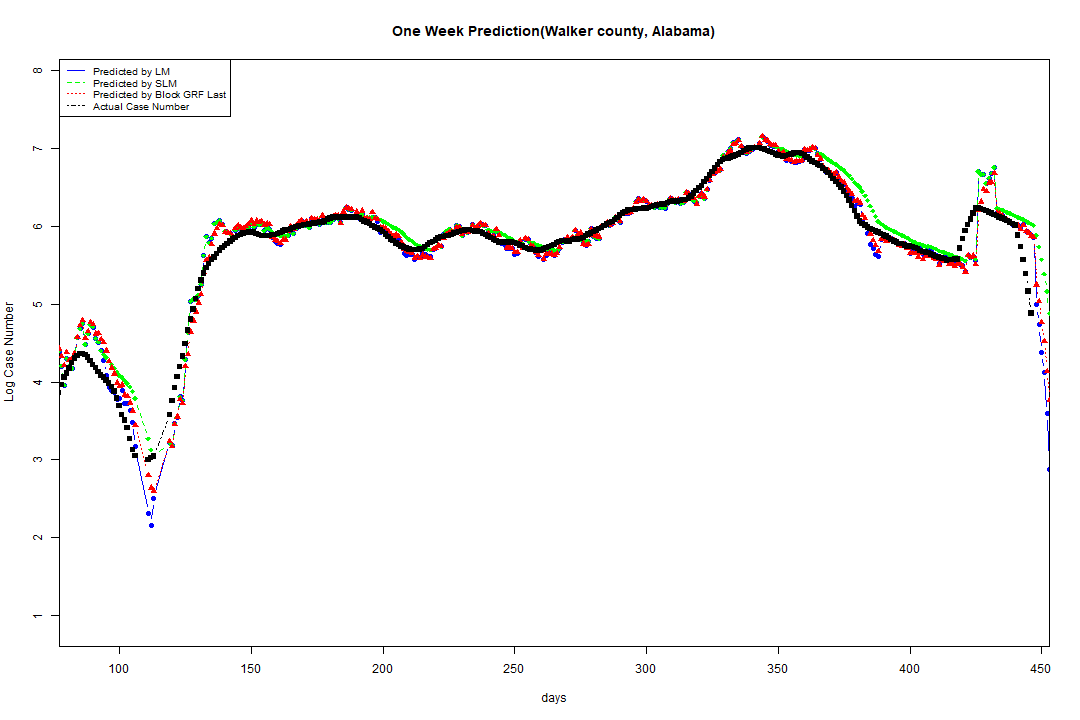 One Week Prediction(Walker county, Alabama)
Predicted by LM
Predicted by SLM
Predicted by Block GRF Last
Actual Case Number
8
7
6
5
4
3
2
1
Log Case Number
100 150 200 250 300 350 400 450
days